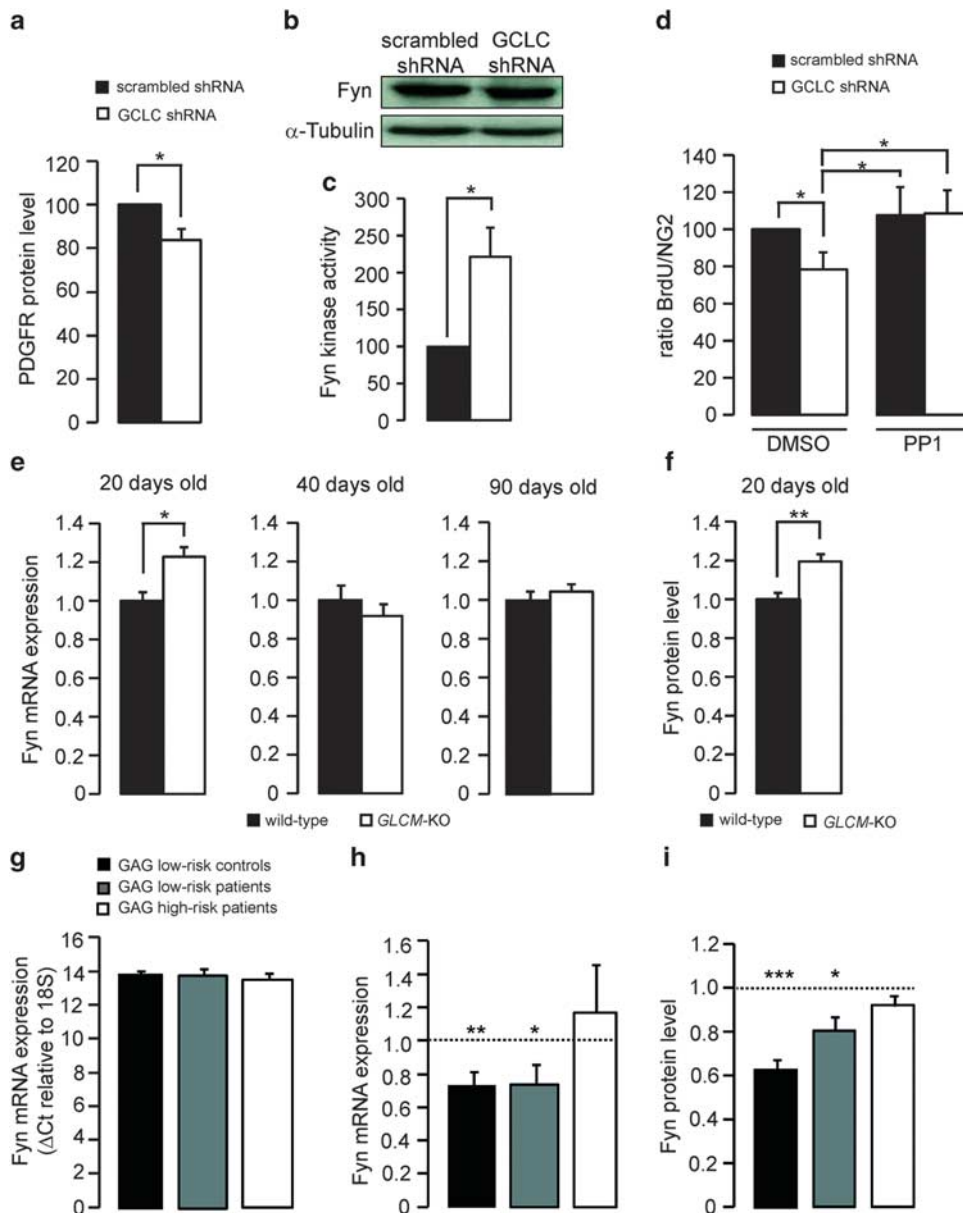 a
scrambled shRNA
GCLC shRNA
*
120
100
80
60
40
20
0
PDGFR protein level
b
scrambled shRNA
GCLC shRNA
Fyn
α-Tubulin
c
*
300
250
200
150
100
50
0
Fyn kinase activity
d
scrambled shRNA
GCLC shRNA
*
*
*
140
120
100
80
60
40
20
0
ratio BrdU/NG2
DMSO
PP1
e
20 days old
*
1.4
1.2
1.0
0.8
0.6
0.4
0.2
0
Fyn mRNA expression
40 days old
1.4
1.2
1.0
0.8
0.6
0.4
0.2
0
90 days old
1.4
1.2
1.0
0.8
0.6
0.4
0.2
0
wild-type
GLCM-KO
f
20 days old
**
1.4
1.2
1.0
0.8
0.6
0.4
0.2
0
Fyn protein level
wild-type
GLCM-KO
g
GAG low-risk controls
GAG low-risk patients
GAG high-risk patients
16
14
12
10
8
6
4
2
0
Fyn mRNA expression
(ΔCt relative to 18S)
h
1.6
1.4
1.2
1.0
0.8
0.6
0.4
0.2
0
Fyn mRNA expression
**
*
i
1.2
1.0
0.8
0.6
0.4
0.2
0
Fyn protein level
***
*